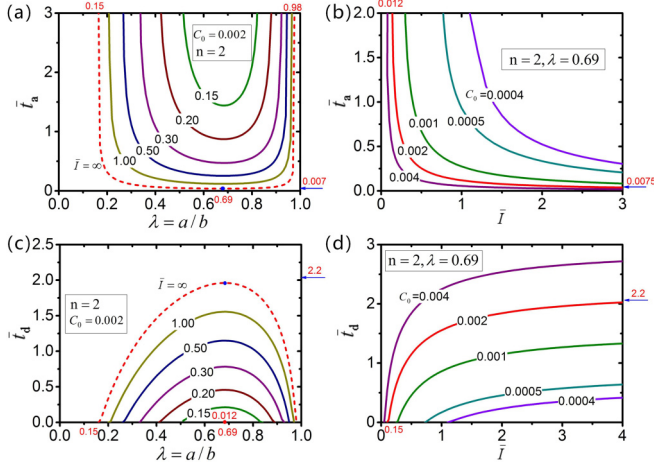 (a)
0.15
0.98
C₀=0.002
n=2
0.15
0.20
0.30
0.50
1.00
Ī=∞
0.69
0.007
3
2
1
0
t̄ₐ
0.0 0.2 0.4 0.6 0.8 1.0
λ=a/b
(b)
0.012
n=2, λ=0.69
C₀=0.0004
0.0005
0.001
0.002
0.004
0.0075
2.0
1.5
1.0
0.5
0.0
t̄ₐ
0 1 2 3
Ī
(c)
Ī=∞
2.2
n=2
C₀=0.002
1.00
0.50
0.30
0.20
0.15
0.012
2.5
2.0
1.5
1.0
0.5
0.0
t̄d
0.0 0.2 0.4 0.6 0.8 1.0
0.15
0.69
λ=a/b
(d)
n=2, λ=0.69
C₀=0.004
2.2
0.002
0.001
0.0005
0.0004
3
2
1
0
t̄d
0 1 2 3 4
0.15
Ī